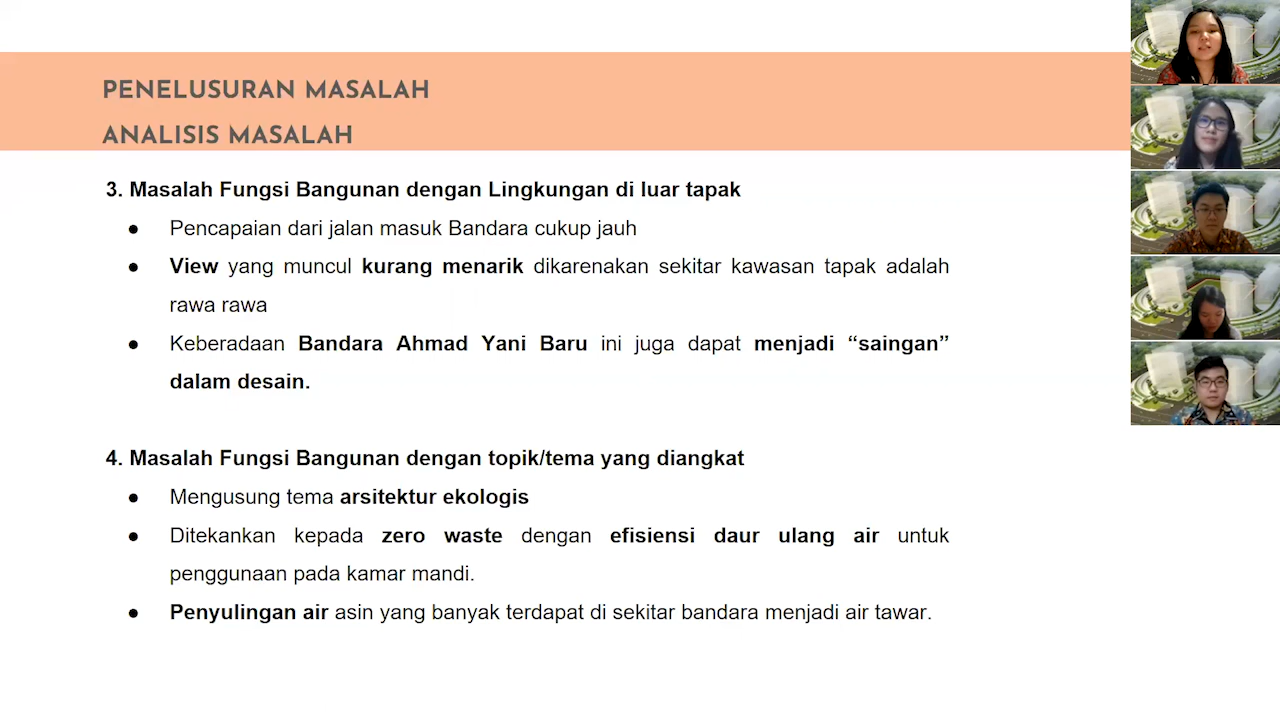 PENELUSURAN MASALAH
ANALISIS MASALAH
3. Masalah Fungsi Bangunan dengan Lingkungan di luar tapak
● Pencapaian dari jalan masuk Bandara cukup jauh
● View yang muncul kurang menarik dikarenakan sekitar kawasan tapak adalah
rawa rawa
● Keberadaan Bandara Ahmad Yani Baru ini juga dapat menjadi “saingan”
dalam desain.
4. Masalah Fungsi Bangunan dengan topik/tema yang diangkat
● Mengusung tema arsitektur ekologis
● Ditekankan kepada zero waste dengan efisiensi daur ulang air untuk
penggunaan pada kamar mandi.
● Penyulingan air asin yang banyak terdapat di sekitar bandara menjadi air tawar.